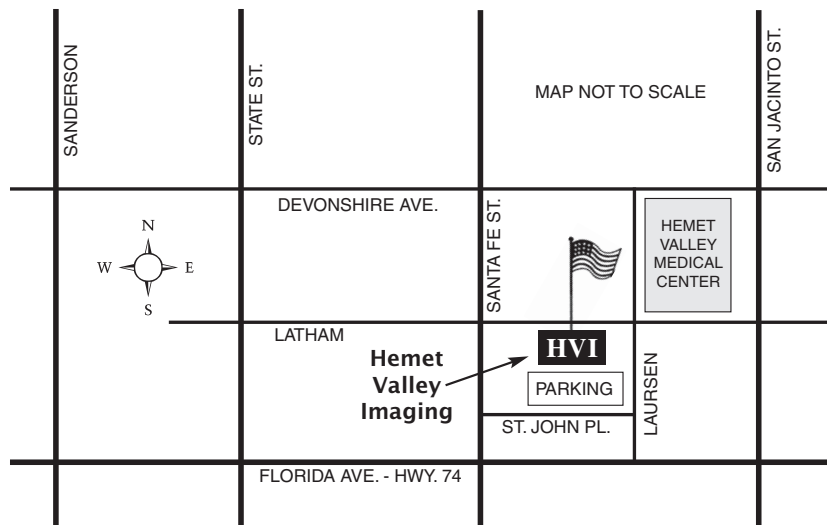 SANDERSON
STATE ST.
MAP NOT TO SCALE
SAN JACINTO ST.
DEVONSHIRE AVE.
SANTA FE ST.
HEMET
VALLEY
MEDICAL
CENTER
N
W
E
S
LATHAM
HVI
Hemet
Valley
Imaging
PARKING
LAURSEN
ST. JOHN PL.
FLORIDA AVE. - HWY. 74